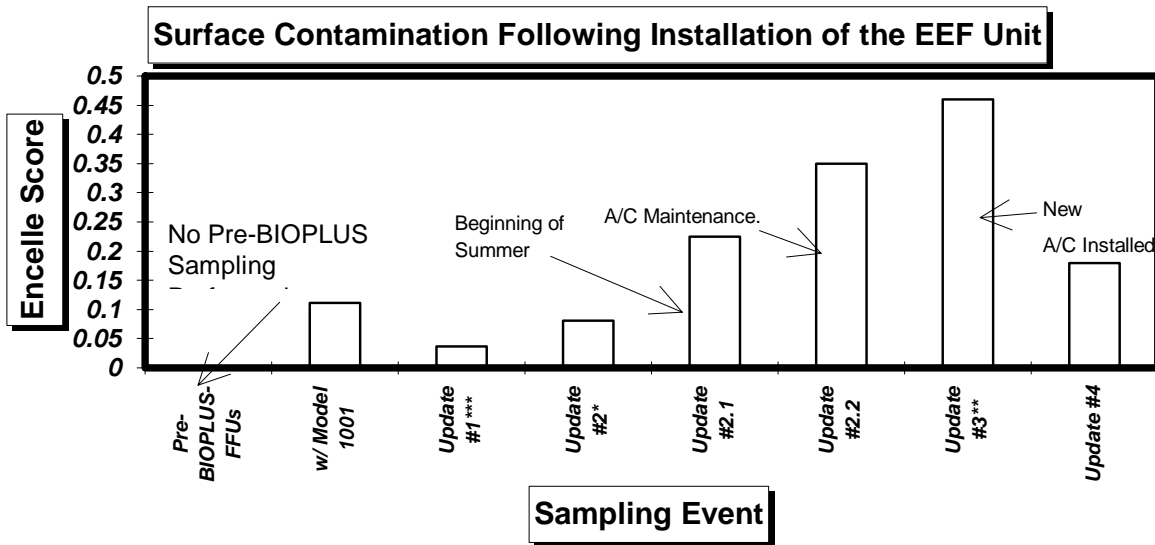 Surface Contamination Following Installation of the EEF Unit
Encelle Score
0.5
0.45
0.4
0.35
0.3
0.25
0.2
0.15
0.1
0.05
0
No Pre-BIOPLUS
Sampling
Beginning of
Summer
A/C Maintenance.
New
A/C Installed
Pre-
BIOPLUS-
FFUs
w/ Model
1001
Update
#1***
Update
#2*
Update
#2.1
Update
#2.2
Update
#3**
Update #4
Sampling Event